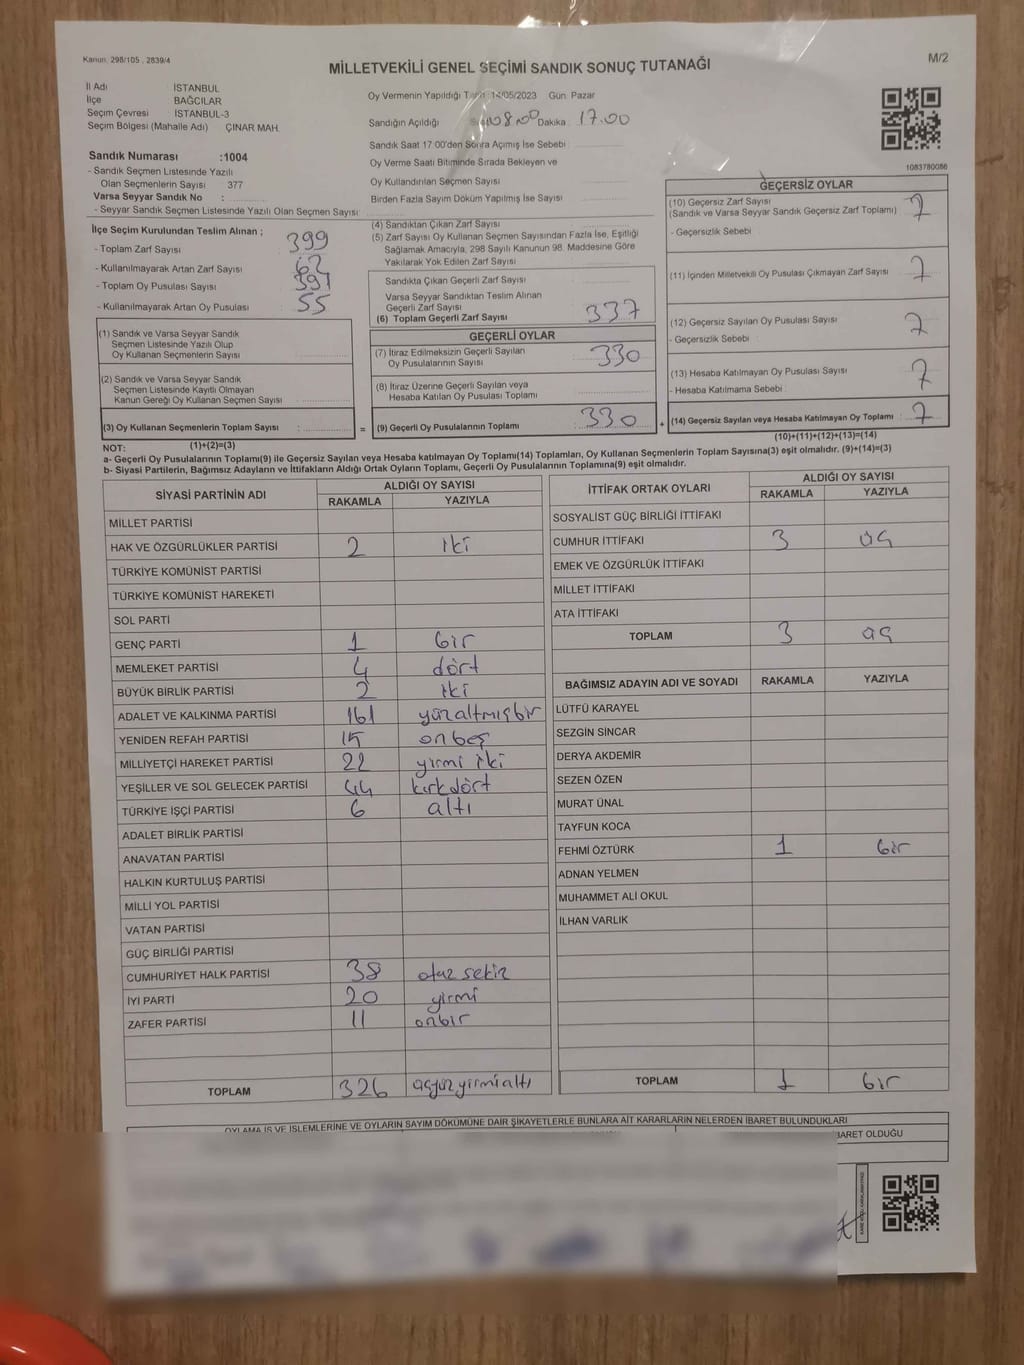 Kanun. 298/105 , 2839/4
M/2
MİLLETVEKİLİ GENEL SEÇİMİ SANDIK SONUÇ TUTANAĞI
İl Adı İSTANBUL
İlçe BAĞCILAR
Seçim Çevresi İSTANBUL-3
Seçim Bölgesi (Mahalle Adı) ÇINAR MAH.
Sandık Numarası :1004
- Sandık Seçmen Listesinde Yazılı
Olan Seçmenlerin Sayısı 377
Varsa Seyyar Sandık No :
- Seyyar Sandık Seçmen Listesinde Yazılı Olan Seçmen Sayısı
Oy Vermenin Yapıldığı Tarih :14/05/2023 Gün: Pazar
Sandığın Açıldığı 08.00 Dakika : 17.00
Sandık Saat 17:00'den Sonra Açımış İse Sebebi
Oy Verme Saati Bitiminde Sırada Bekleyen ve
Oy Kullandırılan Seçmen Sayısı
Birden Fazla Sayım Döküm Yapılmış İse Sayısı
1083780086
İlçe Seçim Kurulundan Teslim Alınan ;
- Toplam Zarf Sayısı 399
- Kullanılmayarak Artan Zarf Sayısı 62
- Toplam Oy Pusulası Sayısı
- Kullanılmayarak Artan Oy Pusulası 55
(4) Sandıktan Çıkan Zarf Sayısı
(5) Zarf Sayısı Oy Kullanan Seçmen Sayısından Fazla İse, Eşitliği
Sağlamak Amacıyla, 298 Sayılı Kanunun 98. Maddesine Göre
Yakılarak Yok Edilen Zarf Sayısı
Sandıkta Çıkan Geçerli Zarf Sayısı
Varsa Seyyar Sandıktan Teslim Alınan
Geçerli Zarf Sayısı
(6) Toplam Geçerli Zarf Sayısı 337
GEÇERSİZ OYLAR
(10) Geçersiz Zarf Sayısı 7
(Sandık ve Varsa Seyyar Sandık Geçersiz Zarf Toplamı)
- Geçersizlik Sebebi
(11) İçinden Milletvekili Oy Pusulası Çıkmayan Zarf Sayısı 7
(12) Geçersiz Sayılan Oy Pusulası Sayısı 7
- Geçersizlik Sebebi
(13) Hesaba Katılmayan Oy Pusulası Sayısı 7
- Hesaba Katılmama Sebebi
(14) Geçersiz Sayılan veya Hesaba Katılmayan Oy Toplamı : 7
(10)+(11)+(12)+(13)=(14)
(1) Sandık ve Varsa Seyyar Sandık
Seçmen Listesinde Yazılı Olup
Oy Kullanan Seçmenlerin Sayısı
(2) Sandık ve Varsa Seyyar Sandık
Seçmen Listesinde Kayıtlı Olmayan
Kanun Gereği Oy Kullanan Seçmen Sayısı
(3) Oy Kullanan Seçmenlerin Toplam Sayısı :
(1)+(2)=(3)
GEÇERLİ OYLAR
(7) İtiraz Edilmeksizin Geçerli Sayılan
Oy Pusulalarının Sayısı 330
(8) İtiraz Üzerine Geçerli Sayılan veya
Hesaba Katılan Oy Pusulası Toplamı
= (9) Geçerli Oy Pusulalarının Toplamı 330 +
NOT:
a- Geçerli Oy Pusulalarının Toplamı(9) ile Geçersiz Sayılan veya Hesaba katılmayan Oy Toplamı(14) Toplamları, Oy Kullanan Seçmenlerin Toplam Sayısına(3) eşit olmalıdır. (9)+(14)=(3)
b- Siyasi Partilerin, Bağımsız Adayların ve İttifakların Aldığı Ortak Oyların Toplamı, Geçerli Oy Pusulalarının Toplamına(9) eşit olmalıdır.
SİYASİ PARTİNİN ADI ALDIĞI OY SAYISI
RAKAMLA YAZIYLA
MİLLET PARTİSİ
HAK VE ÖZGÜRLÜKLER PARTİSİ 2 iki
TÜRKİYE KOMÜNİST PARTİSİ
TÜRKİYE KOMÜNİST HAREKETİ
SOL PARTİ
GENÇ PARTİ 1 bir
MEMLEKET PARTİSİ 4 dört
BÜYÜK BİRLİK PARTİSİ 2 iki
ADALET VE KALKINMA PARTİSİ 161 yüzaltmışbir
YENİDEN REFAH PARTİSİ 15 onbeş
MİLLİYETÇİ HAREKET PARTİSİ 22 yirmi iki
YEŞİLLER VE SOL GELECEK PARTİSİ 44 kırkdört
TÜRKİYE İŞÇİ PARTİSİ 6 altı
ADALET BİRLİK PARTİSİ
ANAVATAN PARTİSİ
HALKIN KURTULUŞ PARTİSİ
MİLLİ YOL PARTİSİ
VATAN PARTİSİ
GÜÇ BİRLİĞİ PARTİSİ
CUMHURİYET HALK PARTİSİ 38 otuz sekiz
İYİ PARTİ 20 yirmi
ZAFER PARTİSİ 11 onbir
TOPLAM 326 üçyüzyirmialtı
İTTİFAK ORTAK OYLARI ALDIĞI OY SAYISI
RAKAMLA YAZIYLA
SOSYALİST GÜÇ BİRLİĞİ İTTİFAKI
CUMHUR İTTİFAKI 3 üç
EMEK VE ÖZGÜRLÜK İTTİFAKI
MİLLET İTTİFAKI
ATA İTTİFAKI
TOPLAM 3 üç
BAĞIMSIZ ADAYIN ADI VE SOYADI RAKAMLA YAZIYLA
LÜTFÜ KARAYEL
SEZGİN SİNCAR
DERYA AKDEMİR
SEZEN ÖZEN
MURAT ÜNAL
TAYFUN KOCA
FEHMİ ÖZTÜRK 1 bir
ADNAN YELMEN
MUHAMMET ALİ OKUL
İLHAN VARLIK
TOPLAM 1 bir
OYLAMA İŞ VE İŞLEMLERİNE VE OYLARIN SAYIM DÖKÜMÜNE DAİR ŞİKAYETLERLE BUNLARA AİT KARARLARIN NELERDEN İBARET BULUNDUKLARI
İBARET OLDUĞU